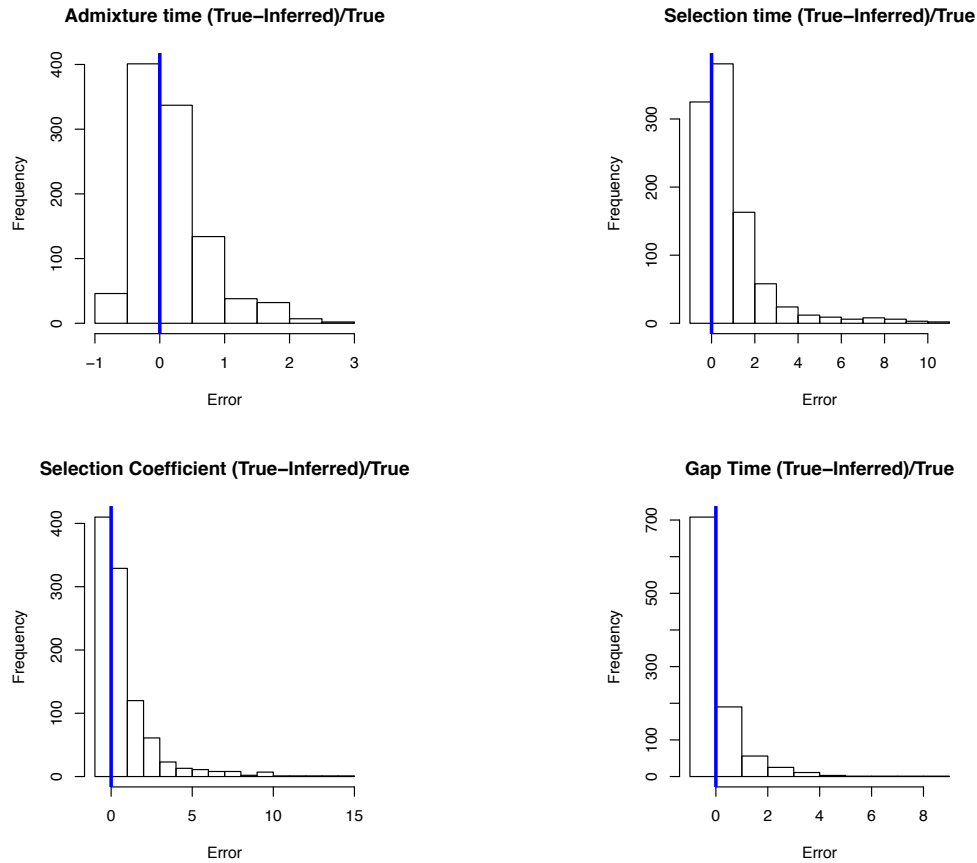 Admixture time (True−Inferred)/True
Frequency
0 100 200 300 400
−1 0 1 2 3
Error
Selection time (True−Inferred)/True
Frequency
0 100 200 300
0 2 4 6 8 10
Error
Selection Coefficient (True−Inferred)/True
Frequency
0 100 200 300 400
0 5 10 15
Error
Gap Time (True−Inferred)/True
Frequency
0 100 300 500 700
0 2 4 6 8
Error